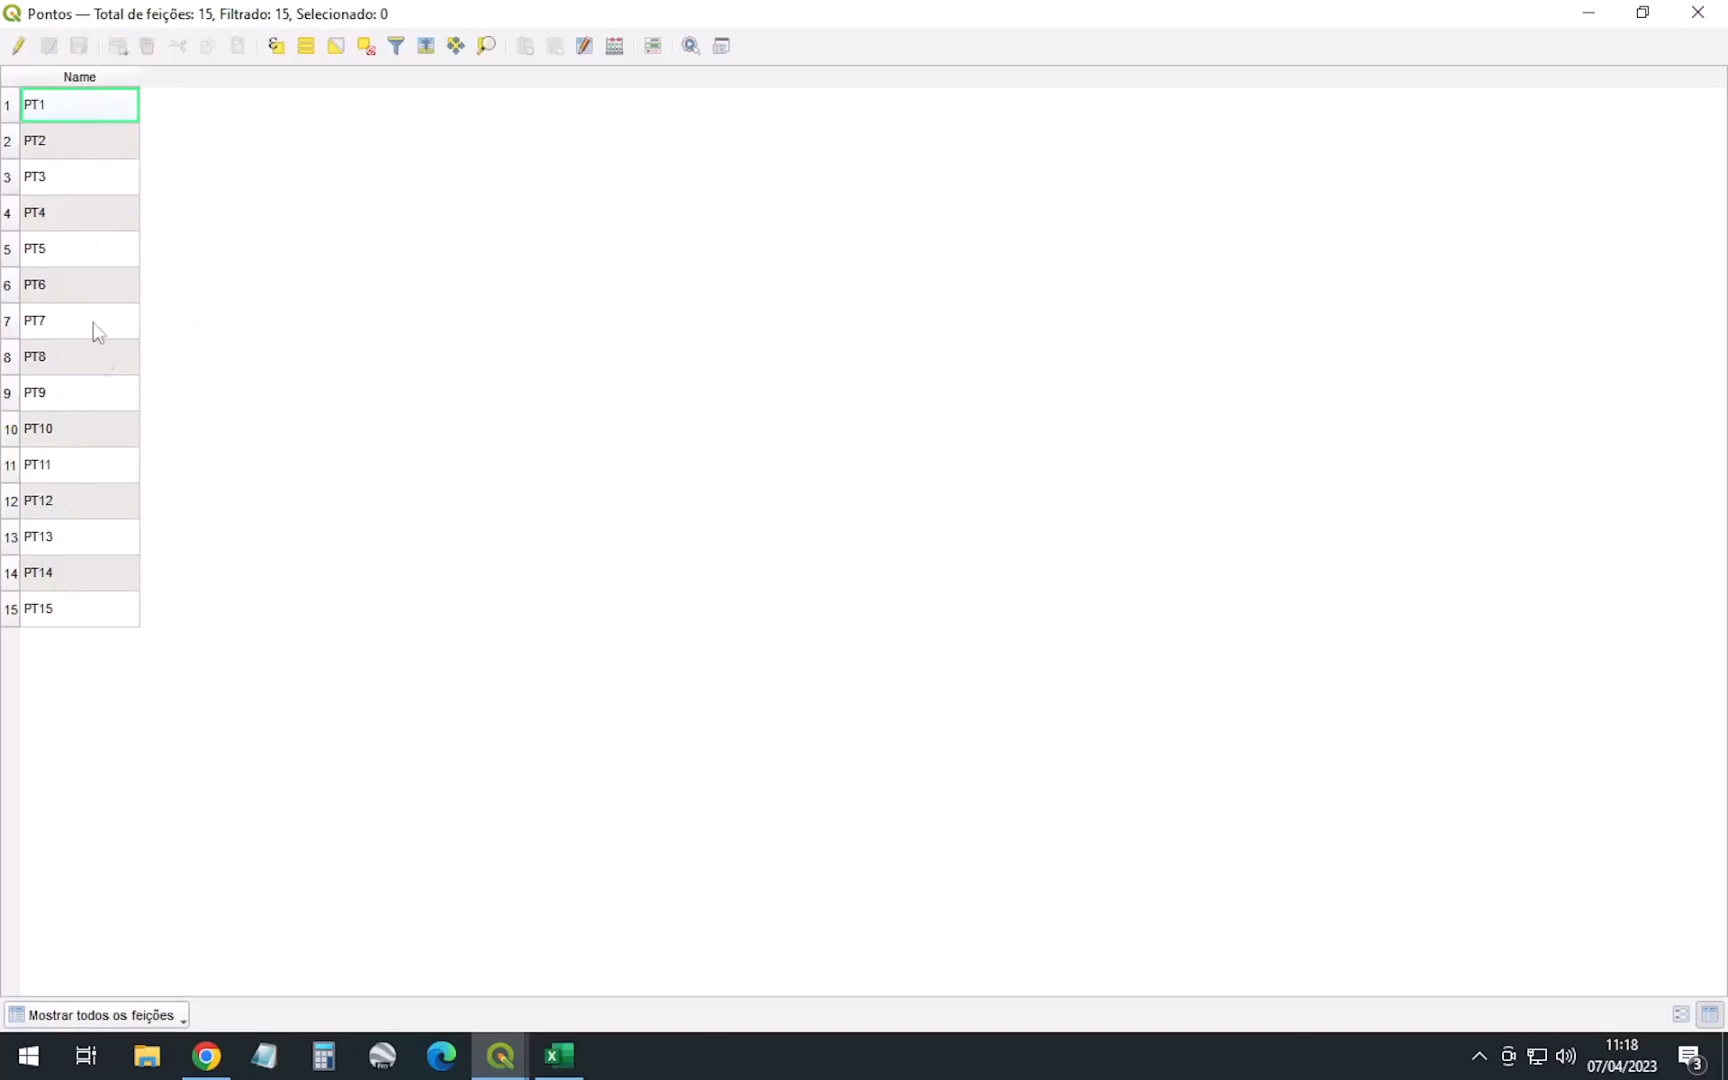 Pontos — Total de feições: 15, Filtrado: 15, Selecionado: 0
Name
1 PT1
2 PT2
3 PT3
4 PT4
5 PT5
6 PT6
7 PT7
8 PT8
9 PT9
10 PT10
11 PT11
12 PT12
13 PT13
14 PT14
15 PT15
Mostrar todos os feições
11:18
07/04/2023
3